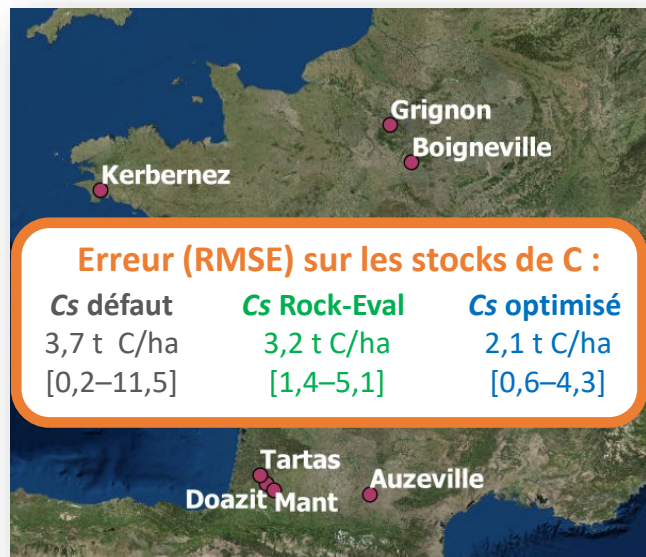 Grignon
Boigneville
Kerbernez
Erreur (RMSE) sur les stocks de C :
Cs défaut Cs Rock-Eval Cs optimisé
3,7 t C/ha 3,2 t C/ha 2,1 t C/ha
[0,2–11,5] [1,4–5,1] [0,6–4,3]
Tartas
Auzeville
Doazit Mant